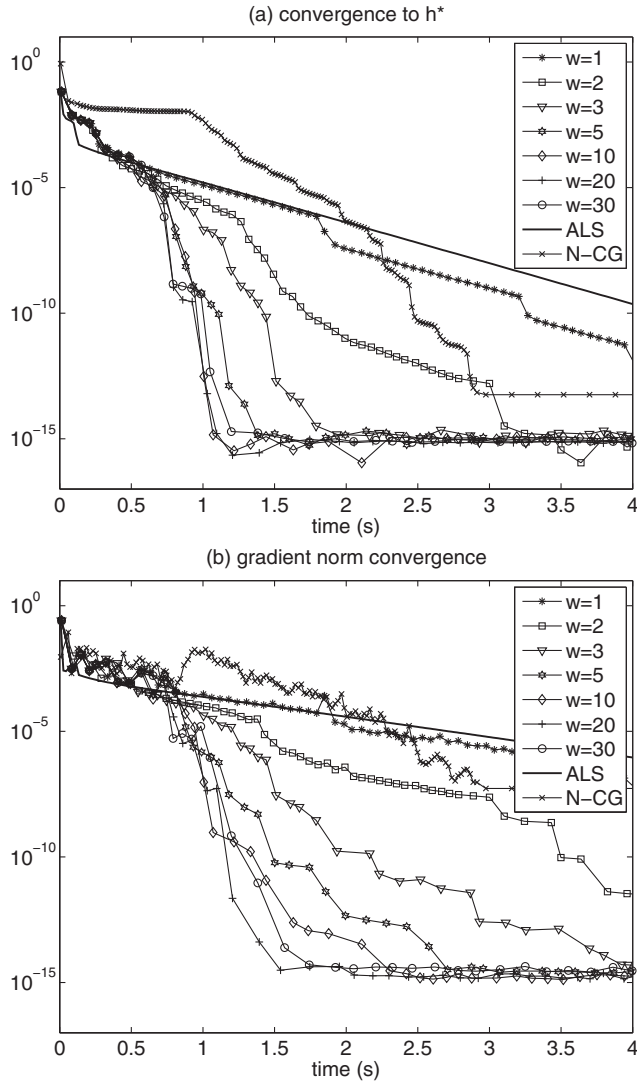 (a) convergence to h*
10^0
10^-5
10^-10
10^-15
w=1
w=2
w=3
w=5
w=10
w=20
w=30
ALS
N-CG
0 0.5 1 1.5 2 2.5 3 3.5 4
time (s)
(b) gradient norm convergence
10^0
10^-5
10^-10
10^-15
w=1
w=2
w=3
w=5
w=10
w=20
w=30
ALS
N-CG
0 0.5 1 1.5 2 2.5 3 3.5 4
time (s)